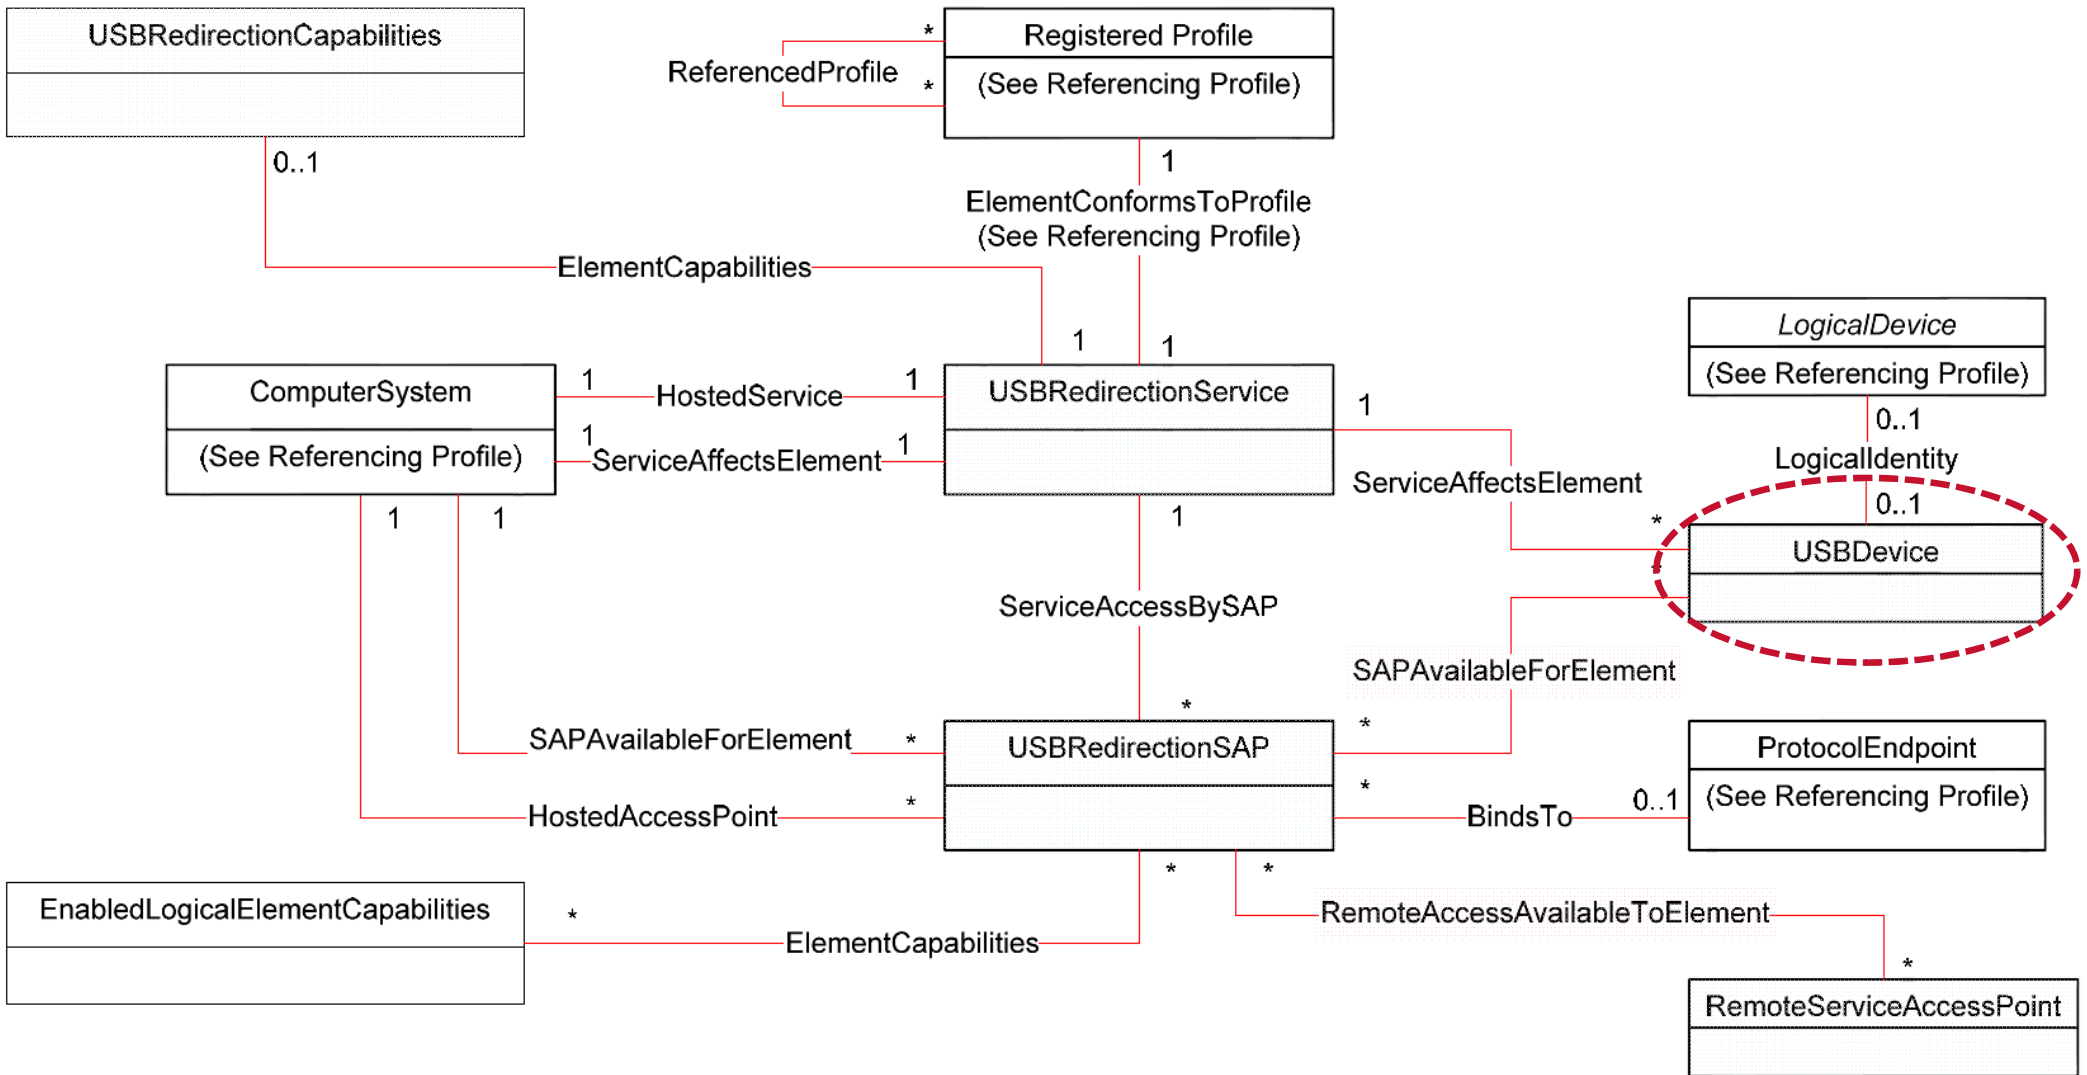 USBRedirectionCapabilities
*
Registered Profile
ReferencedProfile
*
(See Referencing Profile)
0..1
1
ElementConformsToProfile
(See Referencing Profile)
ElementCapabilities
1
1
LogicalDevice
(See Referencing Profile)
ComputerSystem
(See Referencing Profile)
1
HostedService
1
1
ServiceAffectsElement
1
USBRedirectionService
1
0..1
LogicalIdentity
0..1
ServiceAffectsElement
*
*
USBDevice
1
1
1
ServiceAccessBySAP
*
SAPAvailableForElement
SAPAvailableForElement
*
*
USBRedirectionSAP
HostedAccessPoint
*
*
BindsTo
0..1
ProtocolEndpoint
(See Referencing Profile)
*
*
EnabledLogicalElementCapabilities
*
ElementCapabilities
RemoteAccessAvailableToElement
*
RemoteServiceAccessPoint